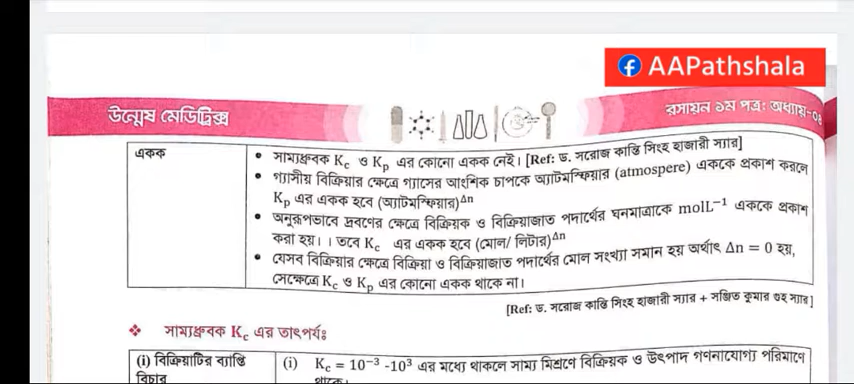 AAPathshala
উন্মেষ মেডিট্রিক্স
রসায়ন ১ম পত্র: অধ্যায়-০৪
একক
• সাম্যধ্রুবক Kc ও Kp এর কোনো একক নেই। [Ref: ড. সরোজ কান্তি সিংহ হাজারী স্যার]
• গ্যাসীয় বিক্রিয়ার ক্ষেত্রে গ্যাসের আংশিক চাপকে অ্যাটমস্ফিয়ার (atmospere) এককে প্রকাশ করলে
Kp এর একক হবে (অ্যাটমস্ফিয়ার)^Δn
• অনুরূপভাবে দ্রবণের ক্ষেত্রে বিক্রিয়ক ও বিক্রিয়াজাত পদার্থের ঘনমাত্রাকে molL⁻¹ এককে প্রকাশ
করা হয়। । তবে Kc এর একক হবে (মোল/ লিটার)^Δn
• যেসব বিক্রিয়ার ক্ষেত্রে বিক্রিয়া ও বিক্রিয়াজাত পদার্থের মোল সংখ্যা সমান হয় অর্থাৎ Δn = 0 হয়,
সেক্ষেত্রে Kc ও Kp এর কোনো একক থাকে না।
[Ref: ড. সরোজ কান্তি সিংহ হাজারী স্যার + সঞ্জিত কুমার গুহ স্যার]
❖ সাম্যধ্রুবক Kc এর তাৎপর্যঃ
(i) বিক্রিয়াটির ব্যাপ্তি
বিচার
(i) Kc = 10⁻³ -10³ এর মধ্যে থাকলে সাম্য মিশ্রণে বিক্রিয়ক ও উৎপাদ গণনাযোগ্য পরিমাণে
থাকে।